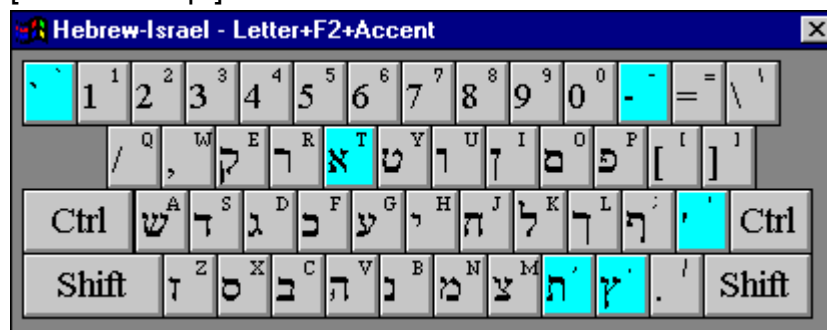 Hebrew-Israel - Letter+F2+Accent
` ` 1 1 2 2 3 3 4 4 5 5 6 6 7 7 8 8 9 9 0 0 - - = = \ \
/ Q , W ק E ר R א T ט Y ו U ן I ם O פ P [ [ ] ]
Ctrl ש A ד S ג D כ F ע G י H ח J ל K ך L ף ; ' ' Ctrl
Shift ז Z ס X ב C ה V נ B מ N צ M ת , ץ . . / Shift